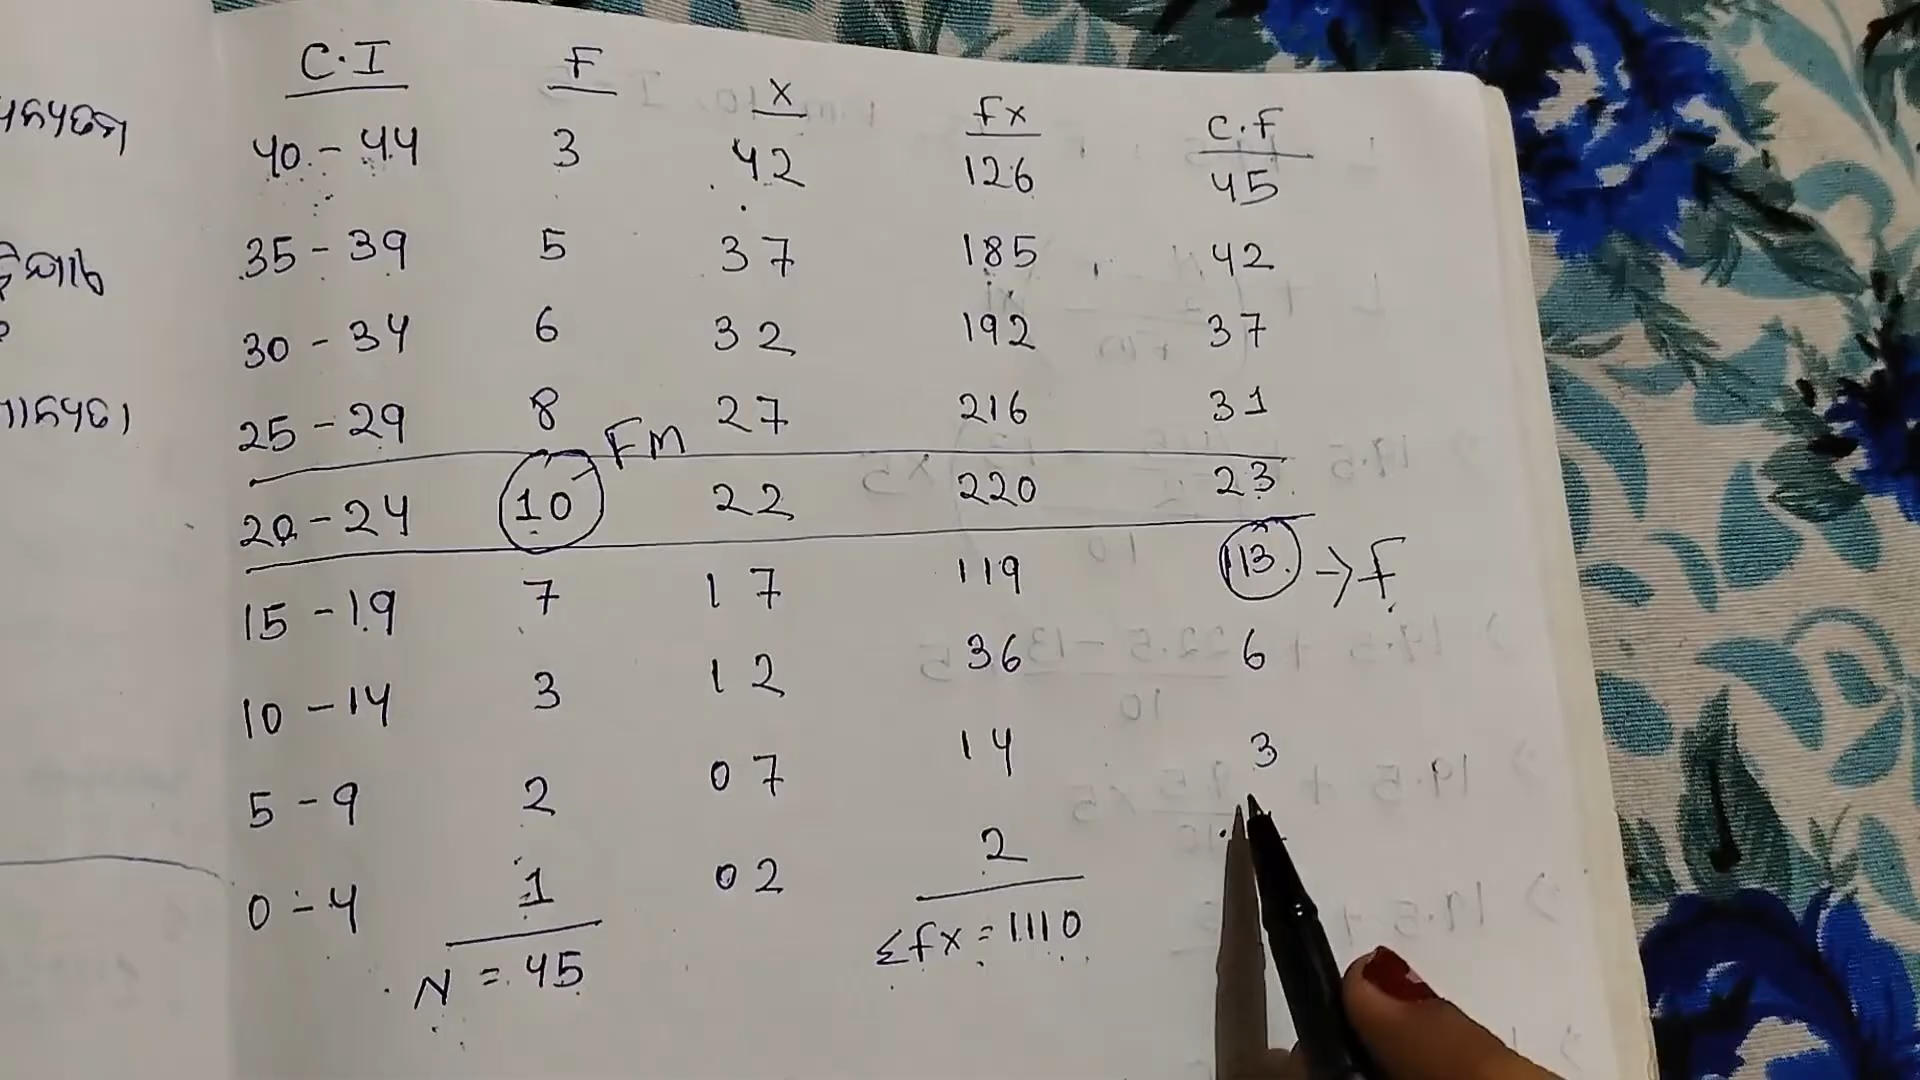 C.I F X FX C.F
40 - 44 3 42 126 45
35 - 39 5 37 185 42
30 - 34 6 32 192 37
25 - 29 8 27 216 31
Fm
20 - 24 10 22 220 23
15 - 19 7 17 119 13 → F
10 - 14 3 12 36 6
5 - 9 2 07 14 3
0 - 4 1 02 2
N = 45 Σfx = 1110